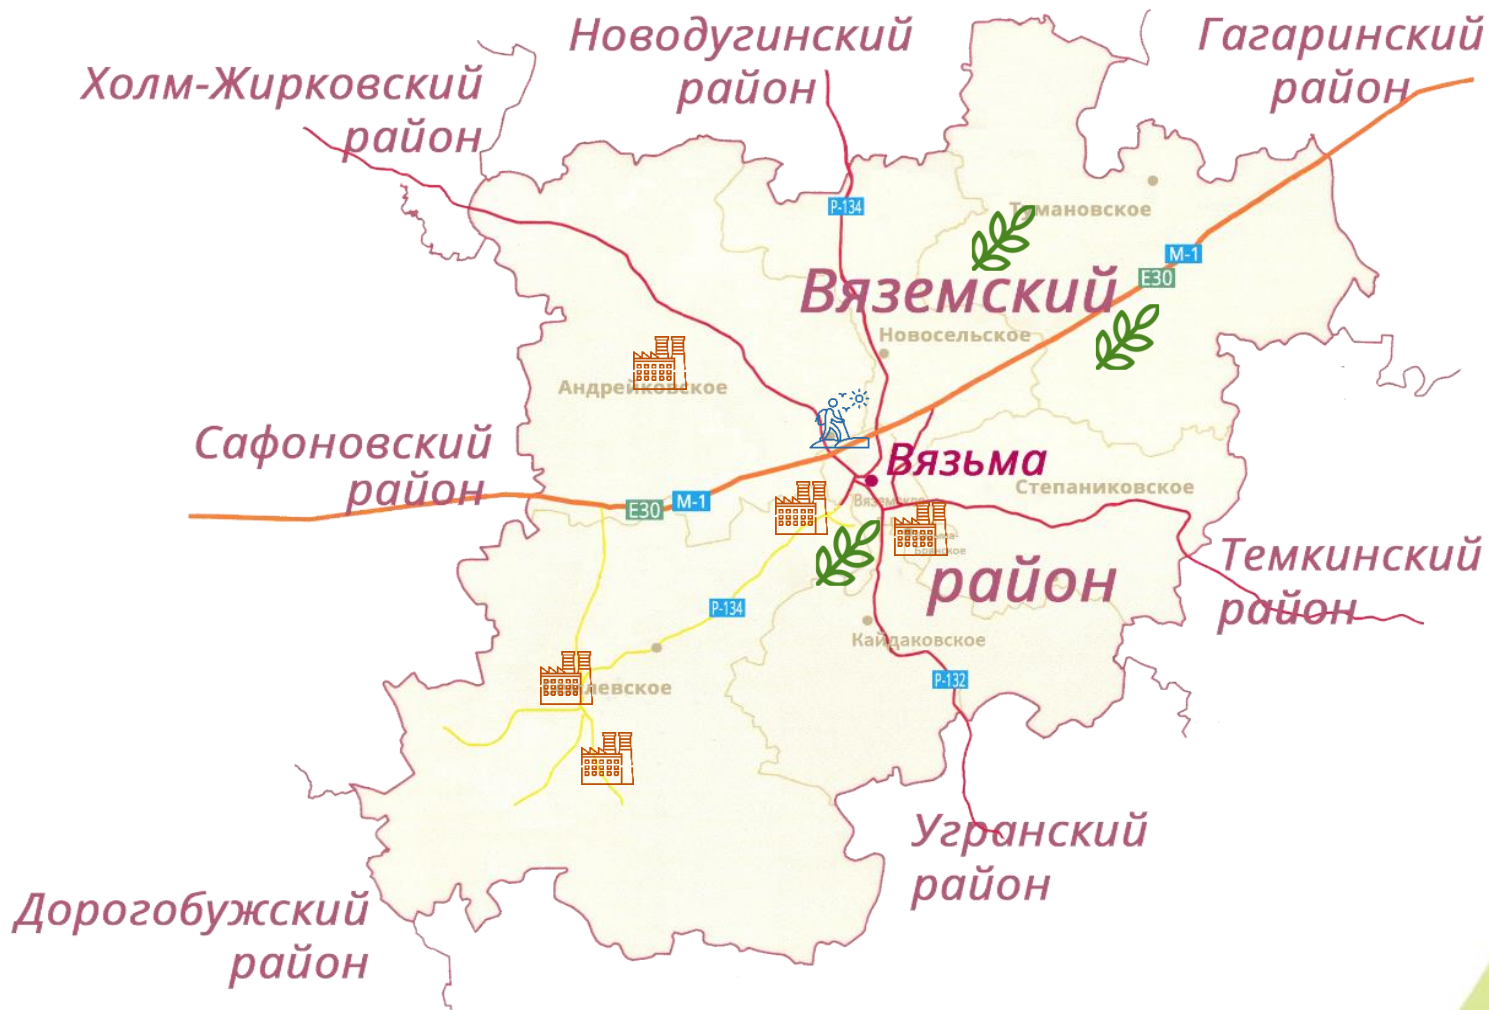 Новодугинский
район
Гагаринский
район
Холм-Жирковский
район
Р-134
Тумановское
М-1
Е30
Вяземский
Новосельское
Андрейковское
Сафоновский
район
Вязьма
Е30
М-1
Степаниковское
район
Темкинский
район
Р-134
Кайдаковское
Р-132
Угранский
район
Дорогобужский
район